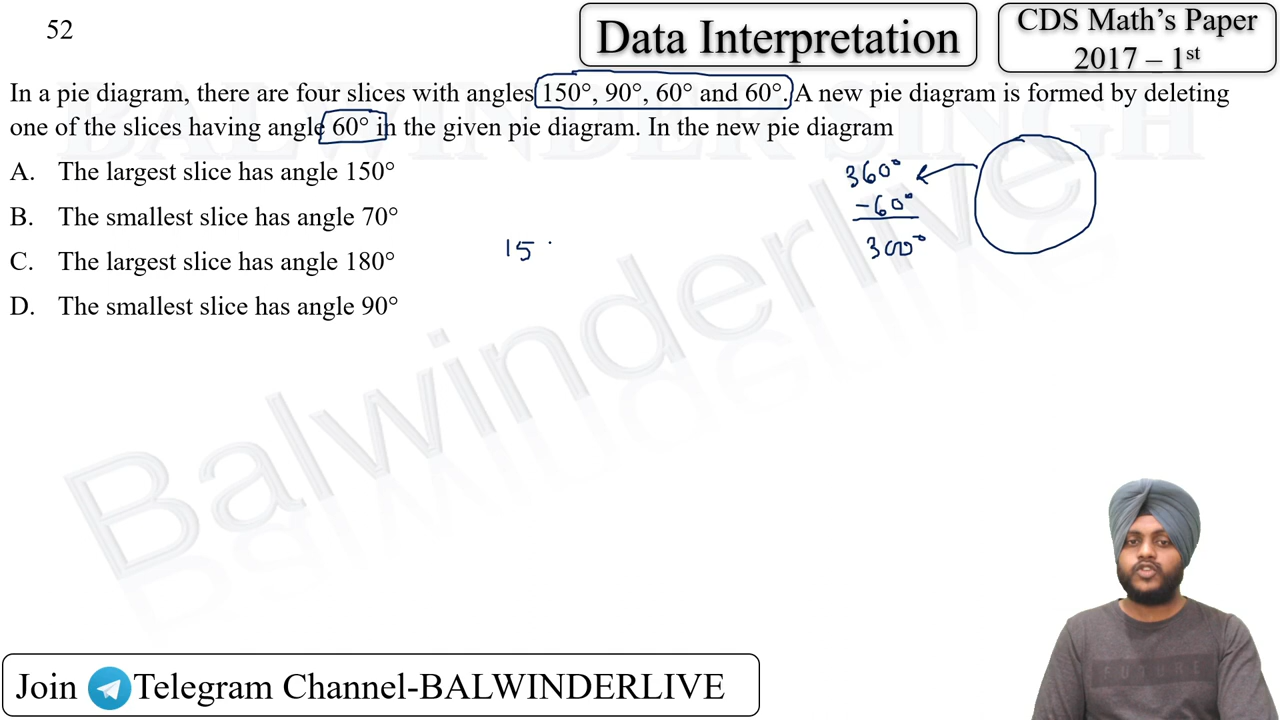 52
Data Interpretation
CDS Math's Paper
2017 – 1st
In a pie diagram, there are four slices with angles 150°, 90°, 60° and 60°. A new pie diagram is formed by deleting
one of the slices having angle 60° in the given pie diagram. In the new pie diagram
A. The largest slice has angle 150°
B. The smallest slice has angle 70°
C. The largest slice has angle 180°
D. The smallest slice has angle 90°
360°
-60°
300°
15
BALWINDER SINGH
Balwinderlive
FUTURE
Join Telegram Channel-BALWINDERLIVE